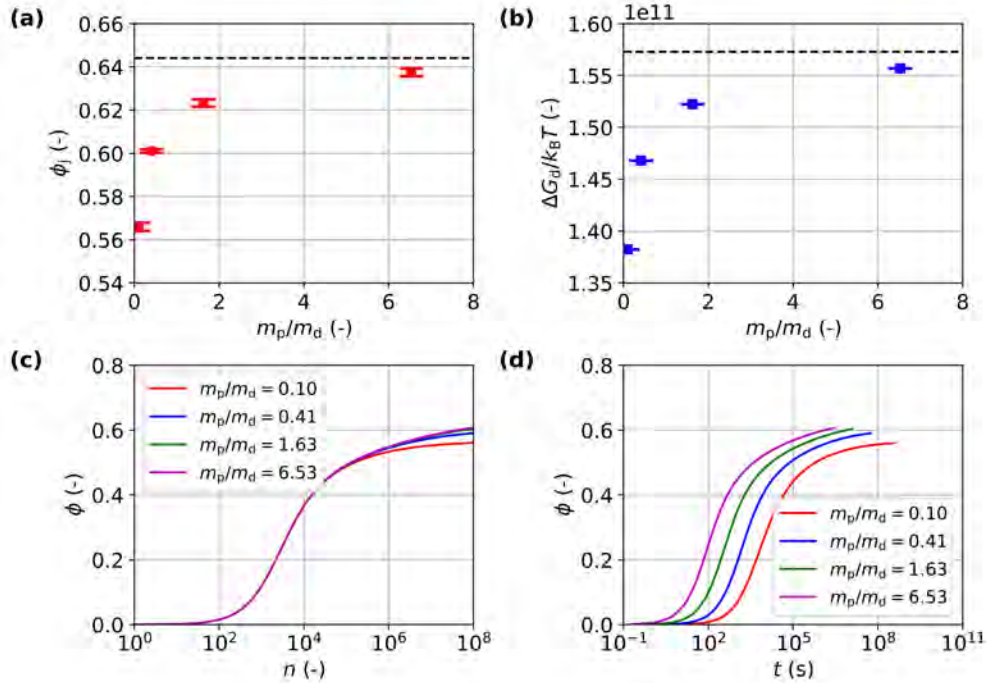 (a)
0.66
0.64
0.62
0.60
0.58
0.56
0.54
ϕj (-)
0 2 4 6 8
mp/md (-)
(b)
1e11
1.60
1.55
1.50
1.45
1.40
1.35
ΔGd/kBT (-)
0 2 4 6 8
mp/md (-)
(c)
0.8
0.6
0.4
0.2
0.0
ϕ (-)
mp/md = 0.10
mp/md = 0.41
mp/md = 1.63
mp/md = 6.53
10^0 10^2 10^4 10^6 10^8
n (-)
(d)
0.8
0.6
0.4
0.2
0.0
ϕ (-)
mp/md = 0.10
mp/md = 0.41
mp/md = 1.63
mp/md = 6.53
10^-1 10^2 10^5 10^8 10^11
t (s)